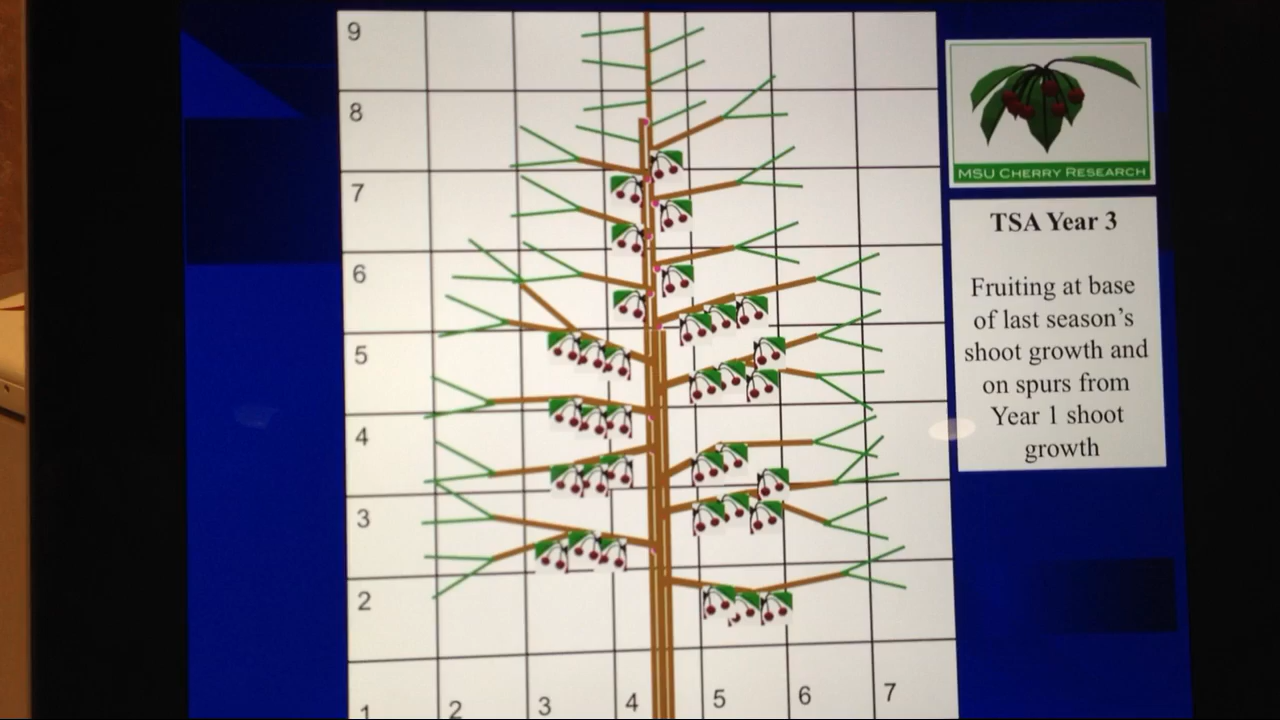 9
8
7
6
5
4
3
2
1
2
3
4
5
6
7
MSU CHERRY RESEARCH
TSA Year 3
Fruiting at base
of last season's
shoot growth and
on spurs from
Year 1 shoot
growth